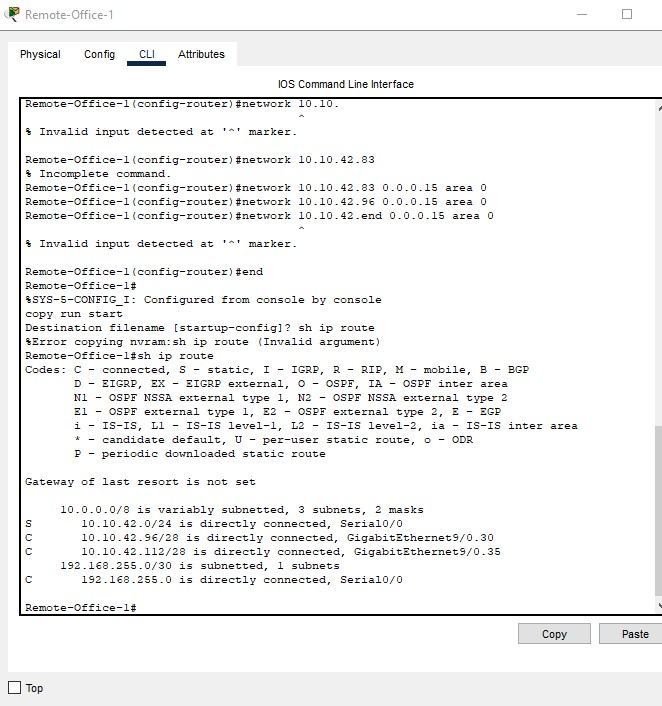 Remote-Office-1
Physical Config CLI Attributes
IOS Command Line Interface
Remote-Office-1(config-router)#network 10.10.
^
% Invalid input detected at '^' marker.
Remote-Office-1(config-router)#network 10.10.42.83
% Incomplete command.
Remote-Office-1(config-router)#network 10.10.42.83 0.0.0.15 area 0
Remote-Office-1(config-router)#network 10.10.42.96 0.0.0.15 area 0
Remote-Office-1(config-router)#network 10.10.42.end 0.0.0.15 area 0
^
% Invalid input detected at '^' marker.
Remote-Office-1(config-router)#end
Remote-Office-1#
%SYS-5-CONFIG_I: Configured from console by console
copy run start
Destination filename [startup-config]? sh ip route
%Error copying nvram:sh ip route (Invalid argument)
Remote-Office-1#sh ip route
Codes: C - connected, S - static, I - IGRP, R - RIP, M - mobile, B - BGP
D - EIGRP, EX - EIGRP external, O - OSPF, IA - OSPF inter area
N1 - OSPF NSSA external type 1, N2 - OSPF NSSA external type 2
E1 - OSPF external type 1, E2 - OSPF external type 2, E - EGP
i - IS-IS, L1 - IS-IS level-1, L2 - IS-IS level-2, ia - IS-IS inter area
* - candidate default, U - per-user static route, o - ODR
P - periodic downloaded static route
Gateway of last resort is not set
10.0.0.0/8 is variably subnetted, 3 subnets, 2 masks
S 10.10.42.0/24 is directly connected, Serial0/0
C 10.10.42.96/28 is directly connected, GigabitEthernet9/0.30
C 10.10.42.112/28 is directly connected, GigabitEthernet9/0.35
192.168.255.0/30 is subnetted, 1 subnets
C 192.168.255.0 is directly connected, Serial0/0
Remote-Office-1#
Copy Paste
Top